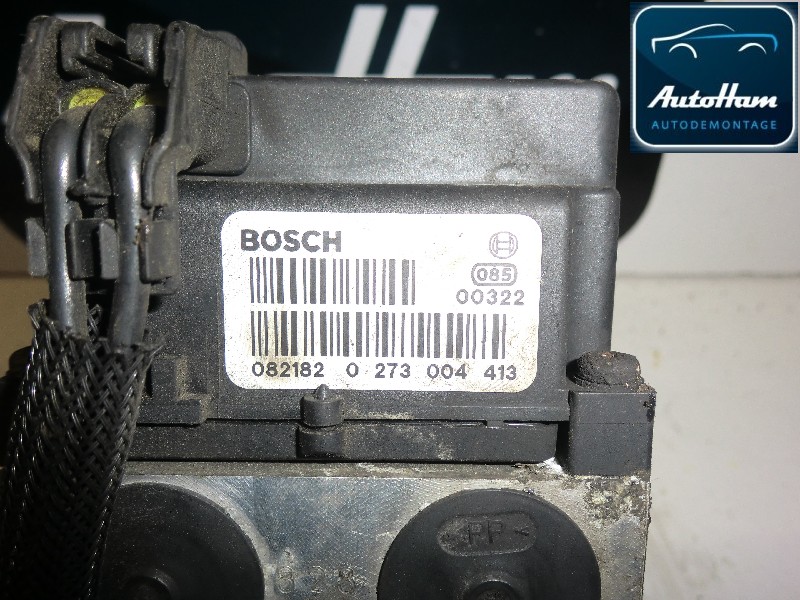 AutoHam
AUTODEMONTAGE
BOSCH
085
00322
082182 0 273 004 413
>PP<